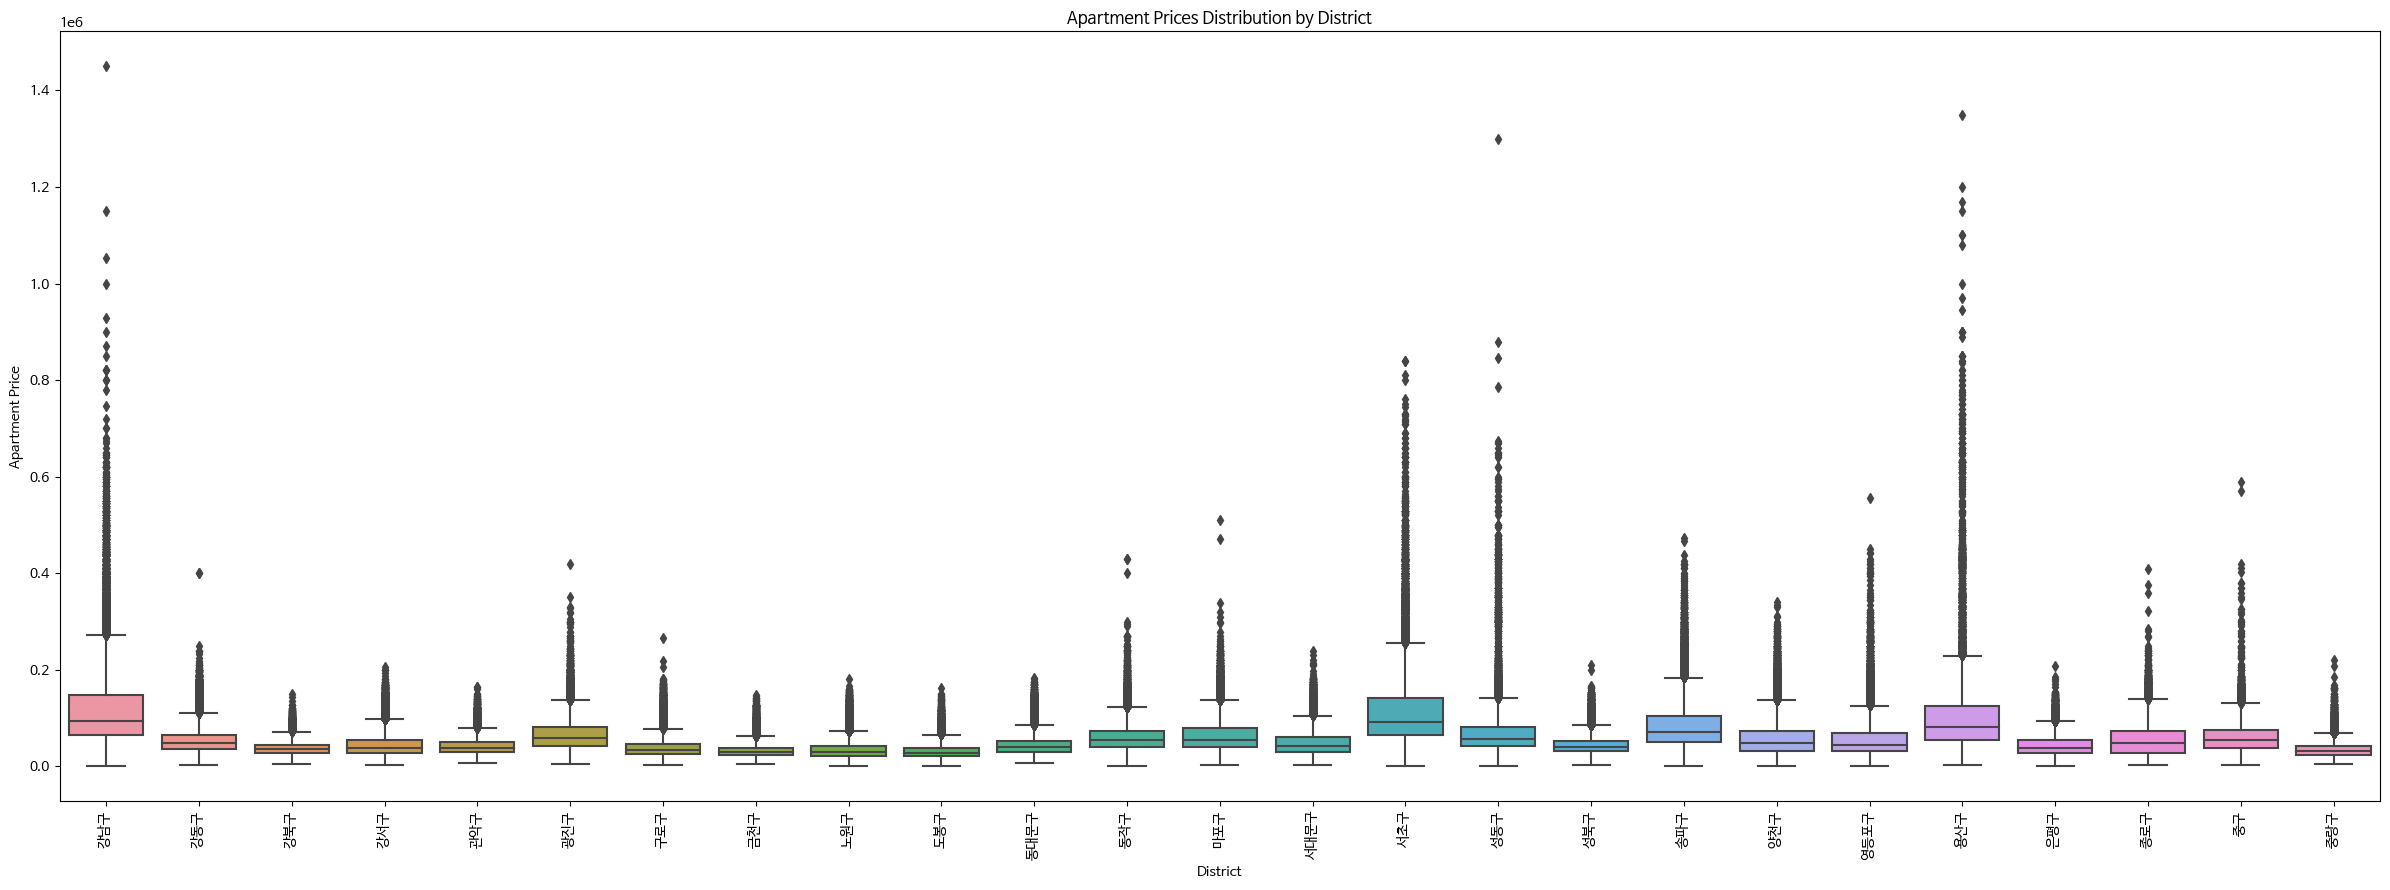 Apartment Prices Distribution by District
1e6
1.4
1.2
1.0
0.8
0.6
0.4
0.2
0.0
Apartment Price
강남구
강동구
강북구
강서구
관악구
광진구
구로구
금천구
노원구
도봉구
동대문구
동작구
마포구
서대문구
서초구
성동구
성북구
송파구
양천구
영등포구
용산구
은평구
종로구
중구
중랑구
District